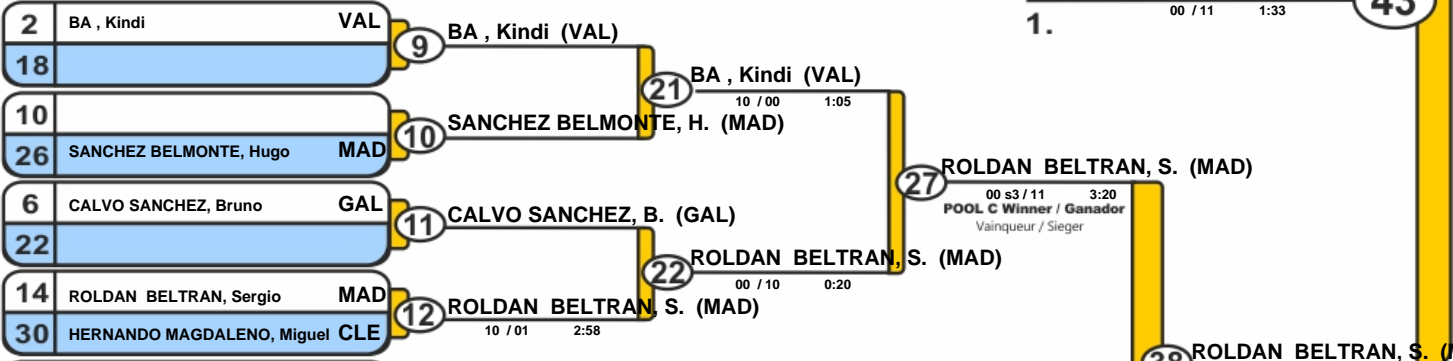 2 BA , Kindi VAL
18
9
BA , Kindi (VAL)
10
26 SANCHEZ BELMONTE, Hugo MAD
10
SANCHEZ BELMONTE, H. (MAD)
21
BA , Kindi (VAL)
10 / 00 1:05
6 CALVO SANCHEZ, Bruno GAL
22
11
CALVO SANCHEZ, B. (GAL)
14 ROLDAN BELTRAN, Sergio MAD
30 HERNANDO MAGDALENO, Miguel CLE
12
ROLDAN BELTRAN, S. (MAD)
10 / 01 2:58
22
ROLDAN BELTRAN, S. (MAD)
00 / 10 0:20
27
ROLDAN BELTRAN, S. (MAD)
00 s3 / 11 3:20
POOL C Winner / Ganador
Vainqueur / Sieger
00 / 11 1:33
1.
43
38
ROLDAN BELTRAN, S.